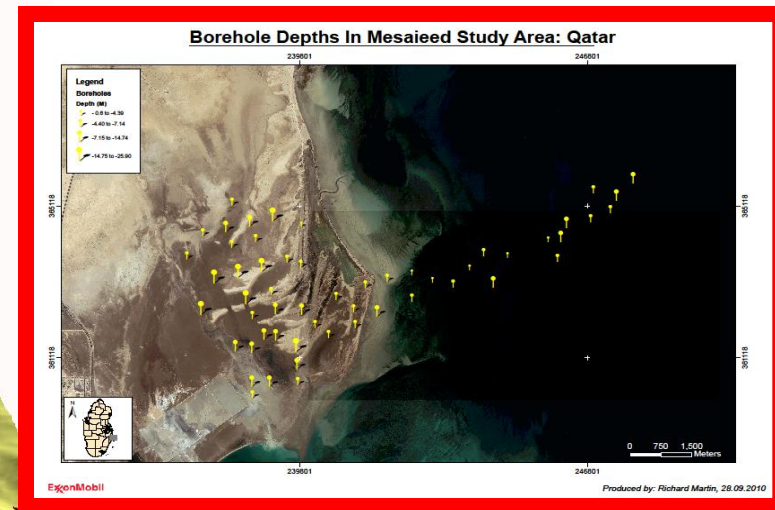 Borehole Depths In Mesaieed Study Area: Qatar
239801
246801
Legend
Boreholes
Depth (M)
- 0.6 to -4.39
- -4.40 to -7.14
- -7.15 to -14.74
- -14.75 to -25.90
365118
365118
361118
361118
N
0 750 1,500
Meters
239801
246801
ExxonMobil
Produced by: Richard Martin, 28.09.2010